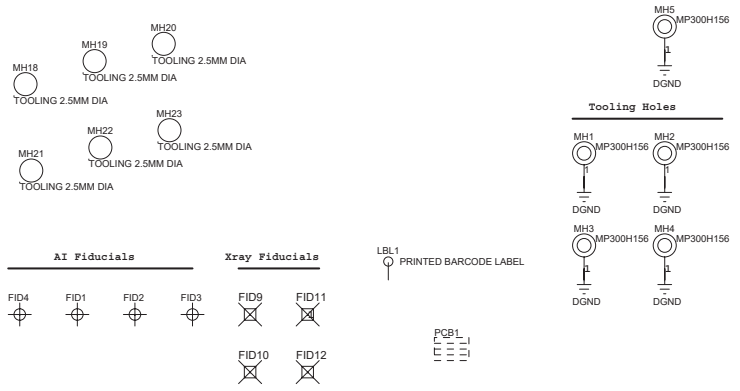 MH5
MP300H156
1
DGND
MH20
TOOLING 2.5MM DIA
MH19
TOOLING 2.5MM DIA
MH18
TOOLING 2.5MM DIA
MH23
TOOLING 2.5MM DIA
MH22
TOOLING 2.5MM DIA
MH21
TOOLING 2.5MM DIA
Tooling Holes
MH1
MP300H156
1
DGND
MH2
MP300H156
1
DGND
MH3
MP300H156
1
DGND
MH4
MP300H156
1
DGND
AI Fiducials
FID4 FID1 FID2 FID3
Xray Fiducials
FID9 FID11
1
FID10 FID12
LBL1
PRINTED BARCODE LABEL
PCB1